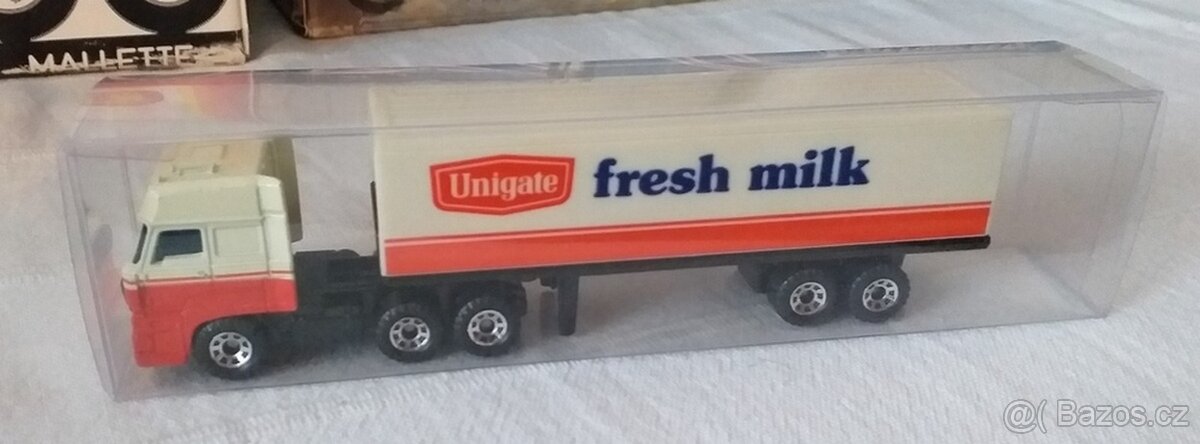 MALLETTE
Unigate fresh milk
@( Bazos.cz